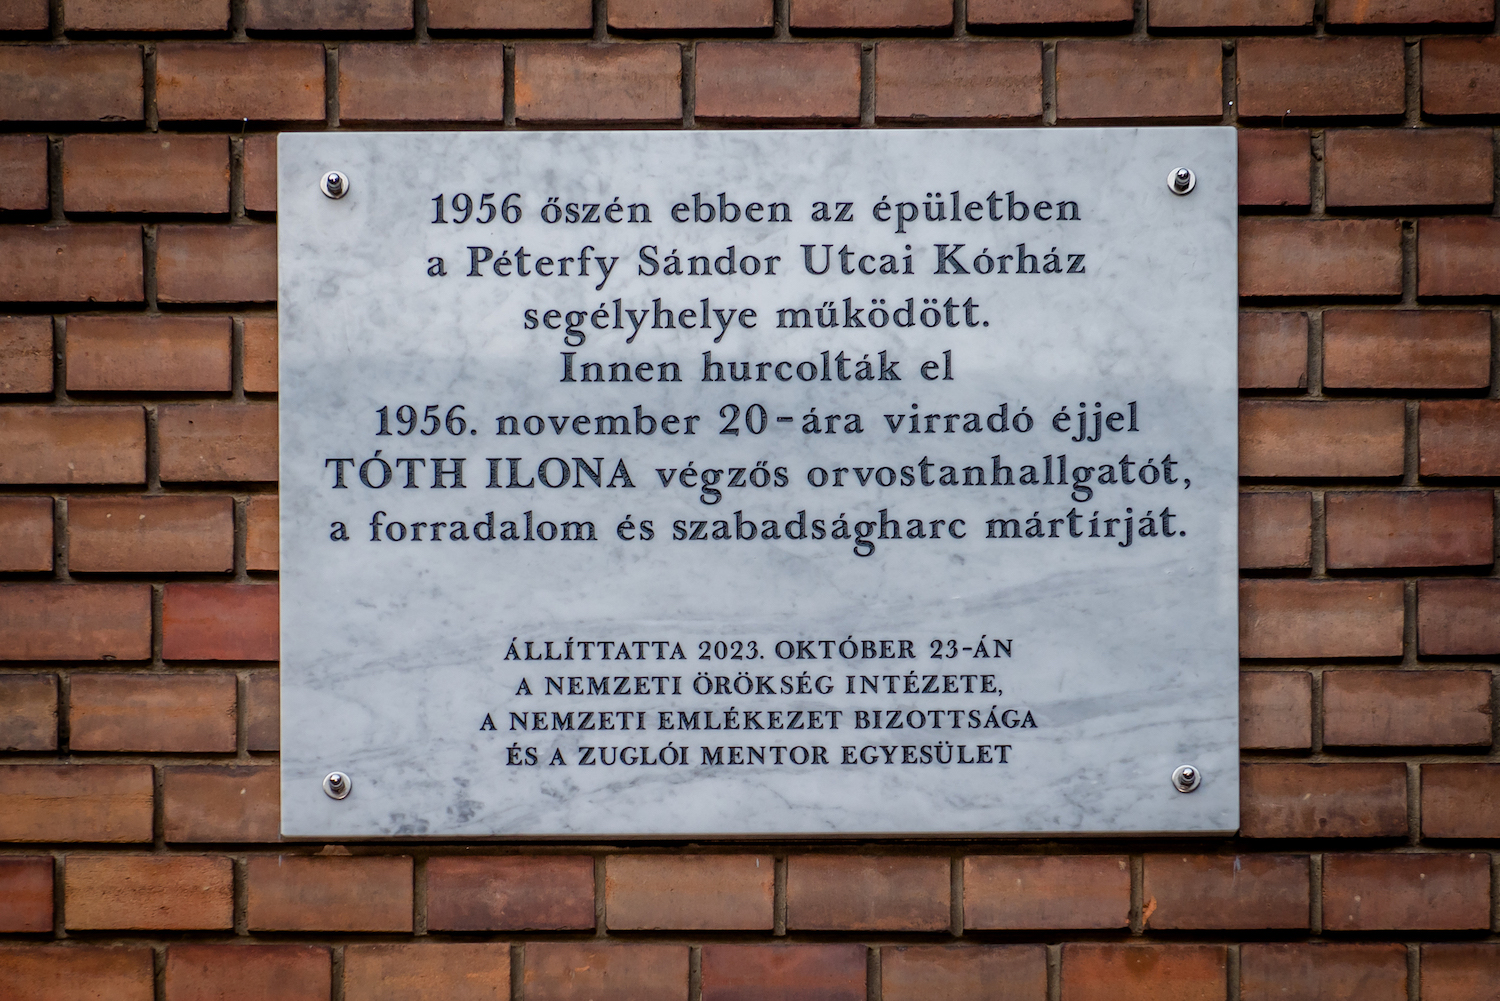 1956 őszén ebben az épületben
a Péterfy Sándor Utcai Kórház
segélyhelye működött.
Innen hurcolták el
1956. november 20-ára virradó éjjel
TÓTH ILONA végzős orvostanhallgatót,
a forradalom és szabadságharc mártírját.
ÁLLÍTTATTA 2023. OKTÓBER 23-ÁN
A NEMZETI ÖRÖKSÉG INTÉZETE,
A NEMZETI EMLÉKEZET BIZOTTSÁGA
ÉS A ZUGLÓI MENTOR EGYESÜLET